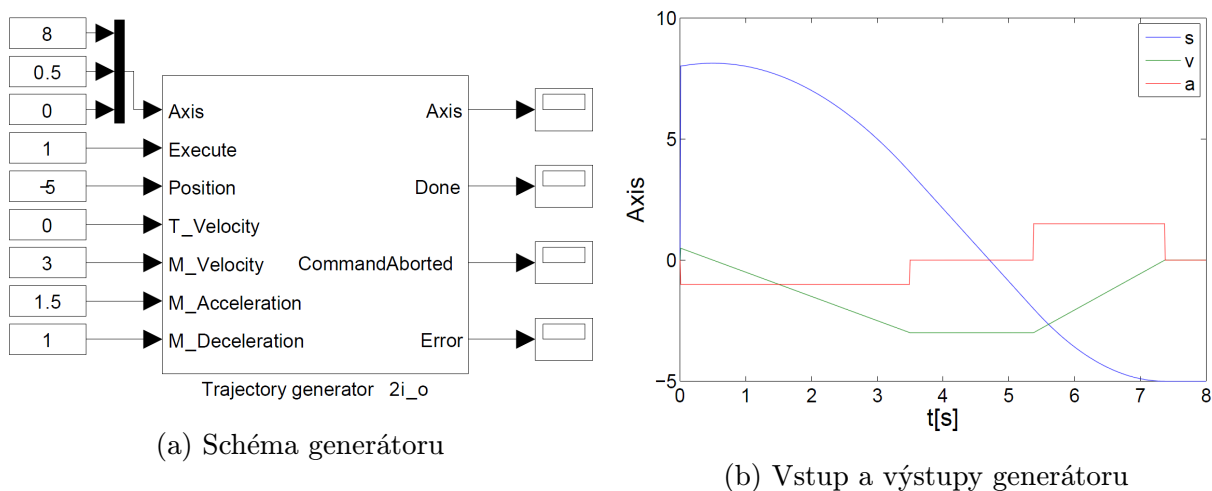 8
0.5
0
1
-5
0
3
1.5
1
Axis
Execute
Position
T_Velocity
M_Velocity
M_Acceleration
M_Deceleration
Axis
Done
CommandAborted
Error
Trajectory generator 2i_o
(a) Schéma generátoru
10
5
0
−5
Axis
s
v
a
0 1 2 3 4 5 6 7 8
t[s]
(b) Vstup a výstupy generátoru